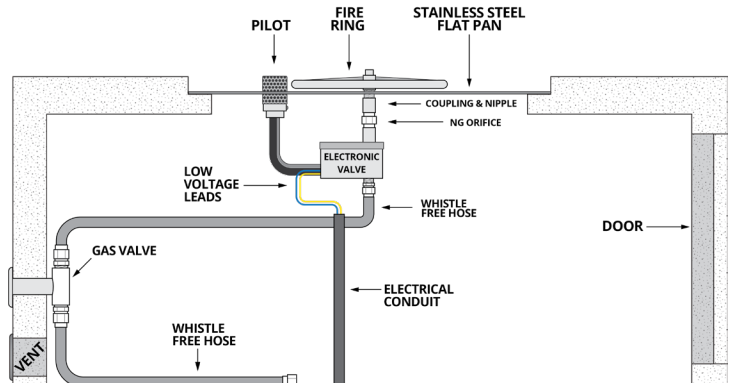 PILOT
FIRE
RING
STAINLESS STEEL
FLAT PAN
COUPLING & NIPPLE
NG ORIFICE
ELECTRONIC
VALVE
LOW
VOLTAGE
LEADS
WHISTLE
FREE HOSE
DOOR
GAS VALVE
ELECTRICAL
CONDUIT
WHISTLE
FREE HOSE
VENT